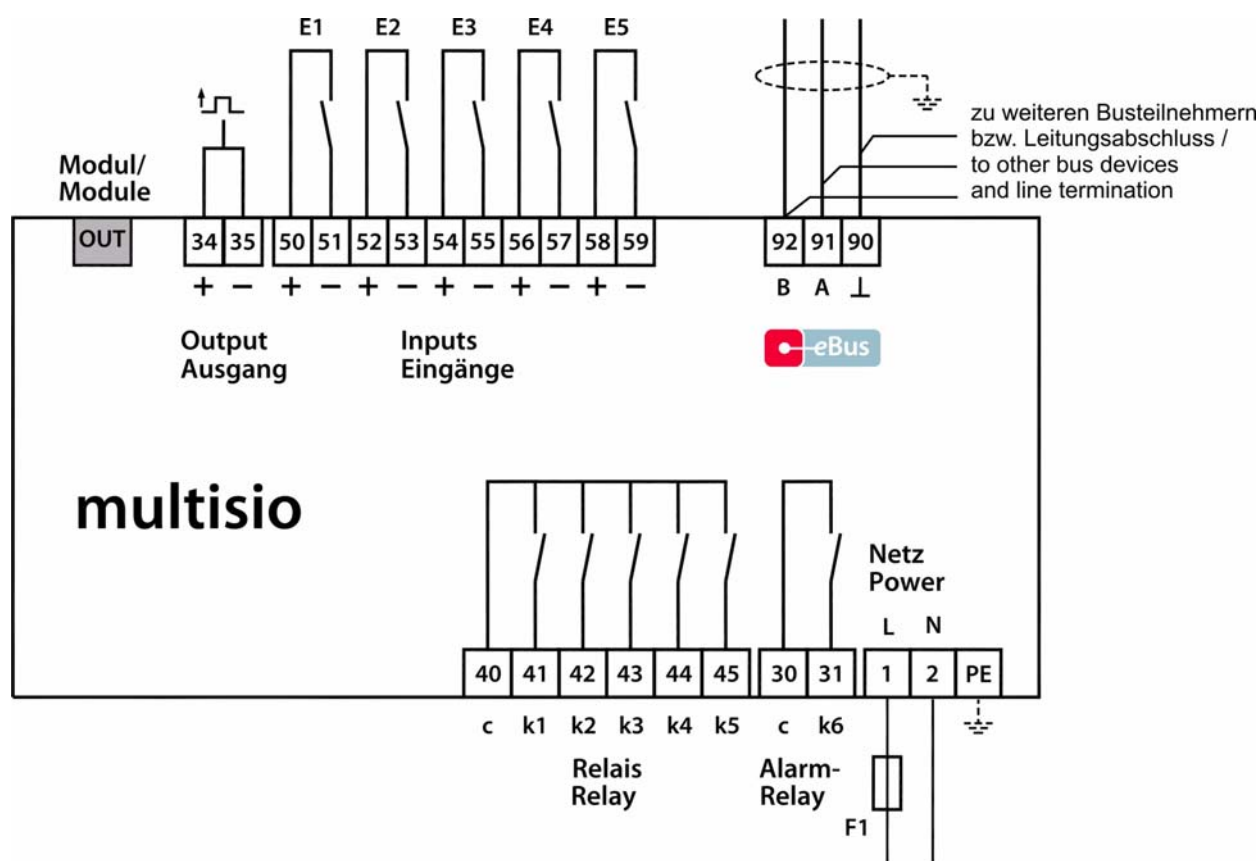 E1 E2 E3 E4 E5
zu weiteren Busteilnehmern
bzw. Leitungsabschluss /
to other bus devices
and line termination
Modul/
Module
OUT 34 35 50 51 52 53 54 55 56 57 58 59 92 91 90
+ − + − + − + − + − + − B A ⊥
Output
Ausgang
Inputs
Eingänge
eBus
multisio
Netz
Power
L N
40 41 42 43 44 45 30 31 1 2 PE
c k1 k2 k3 k4 k5 c k6
Relais
Relay
Alarm-
Relay
F1